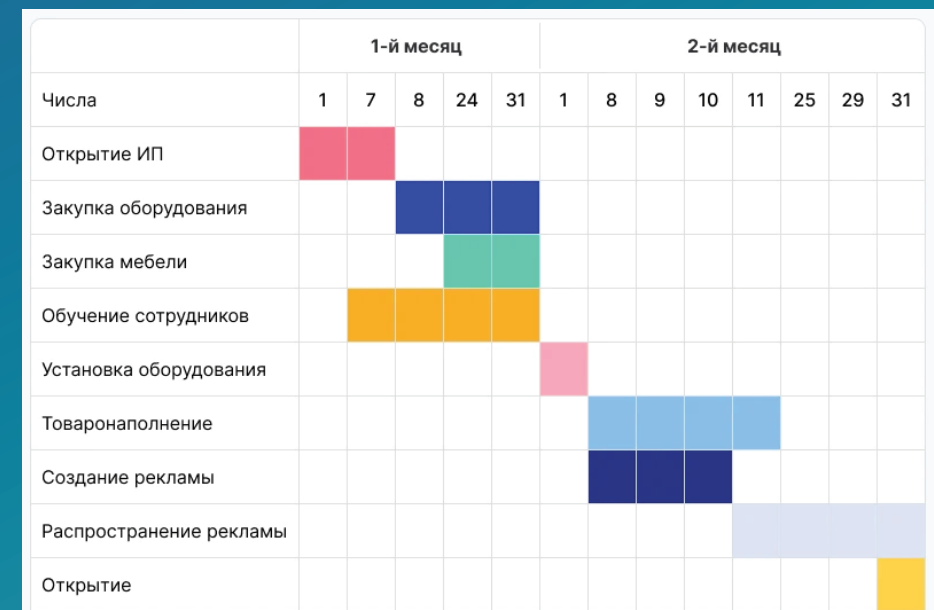 1-й месяц 2-й месяц
Числа 1 7 8 24 31 1 8 9 10 11 25 29 31
Открытие ИП
Закупка оборудования
Закупка мебели
Обучение сотрудников
Установка оборудования
Товаронаполнение
Создание рекламы
Распространение рекламы
Открытие